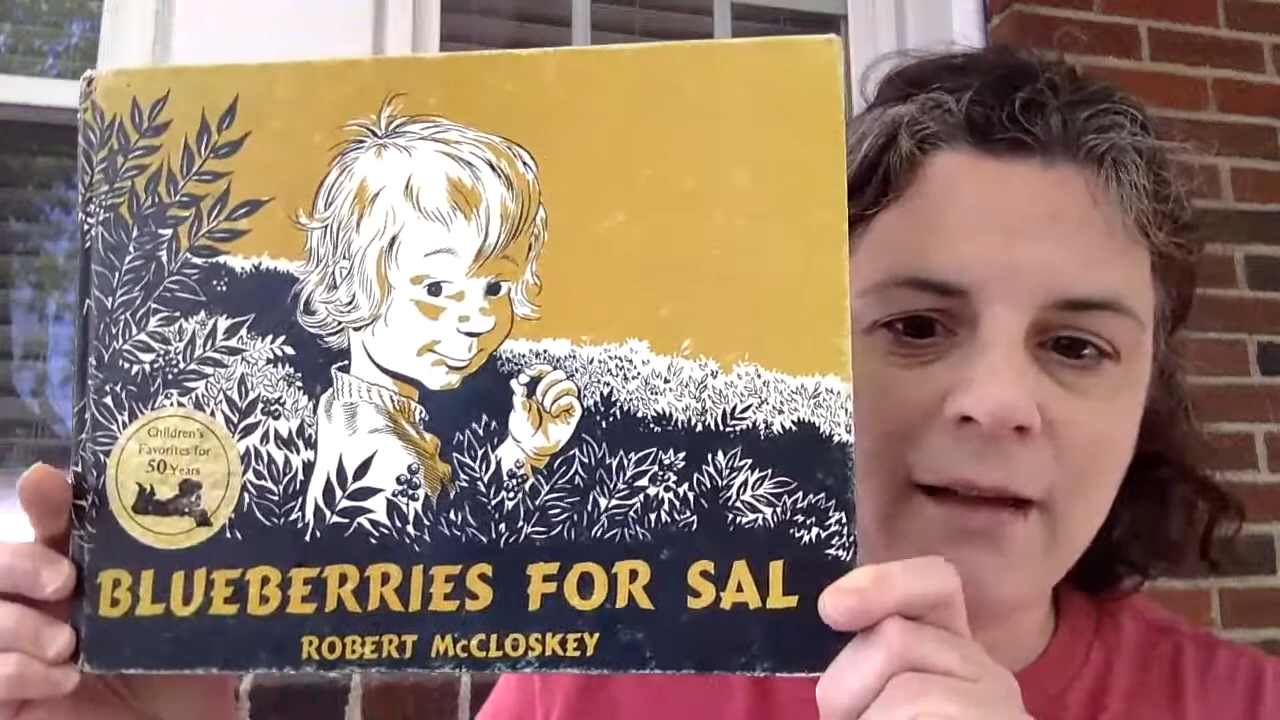 Children's
Favorites for
50 Years
BLUEBERRIES FOR SAL
ROBERT McCLOSKEY